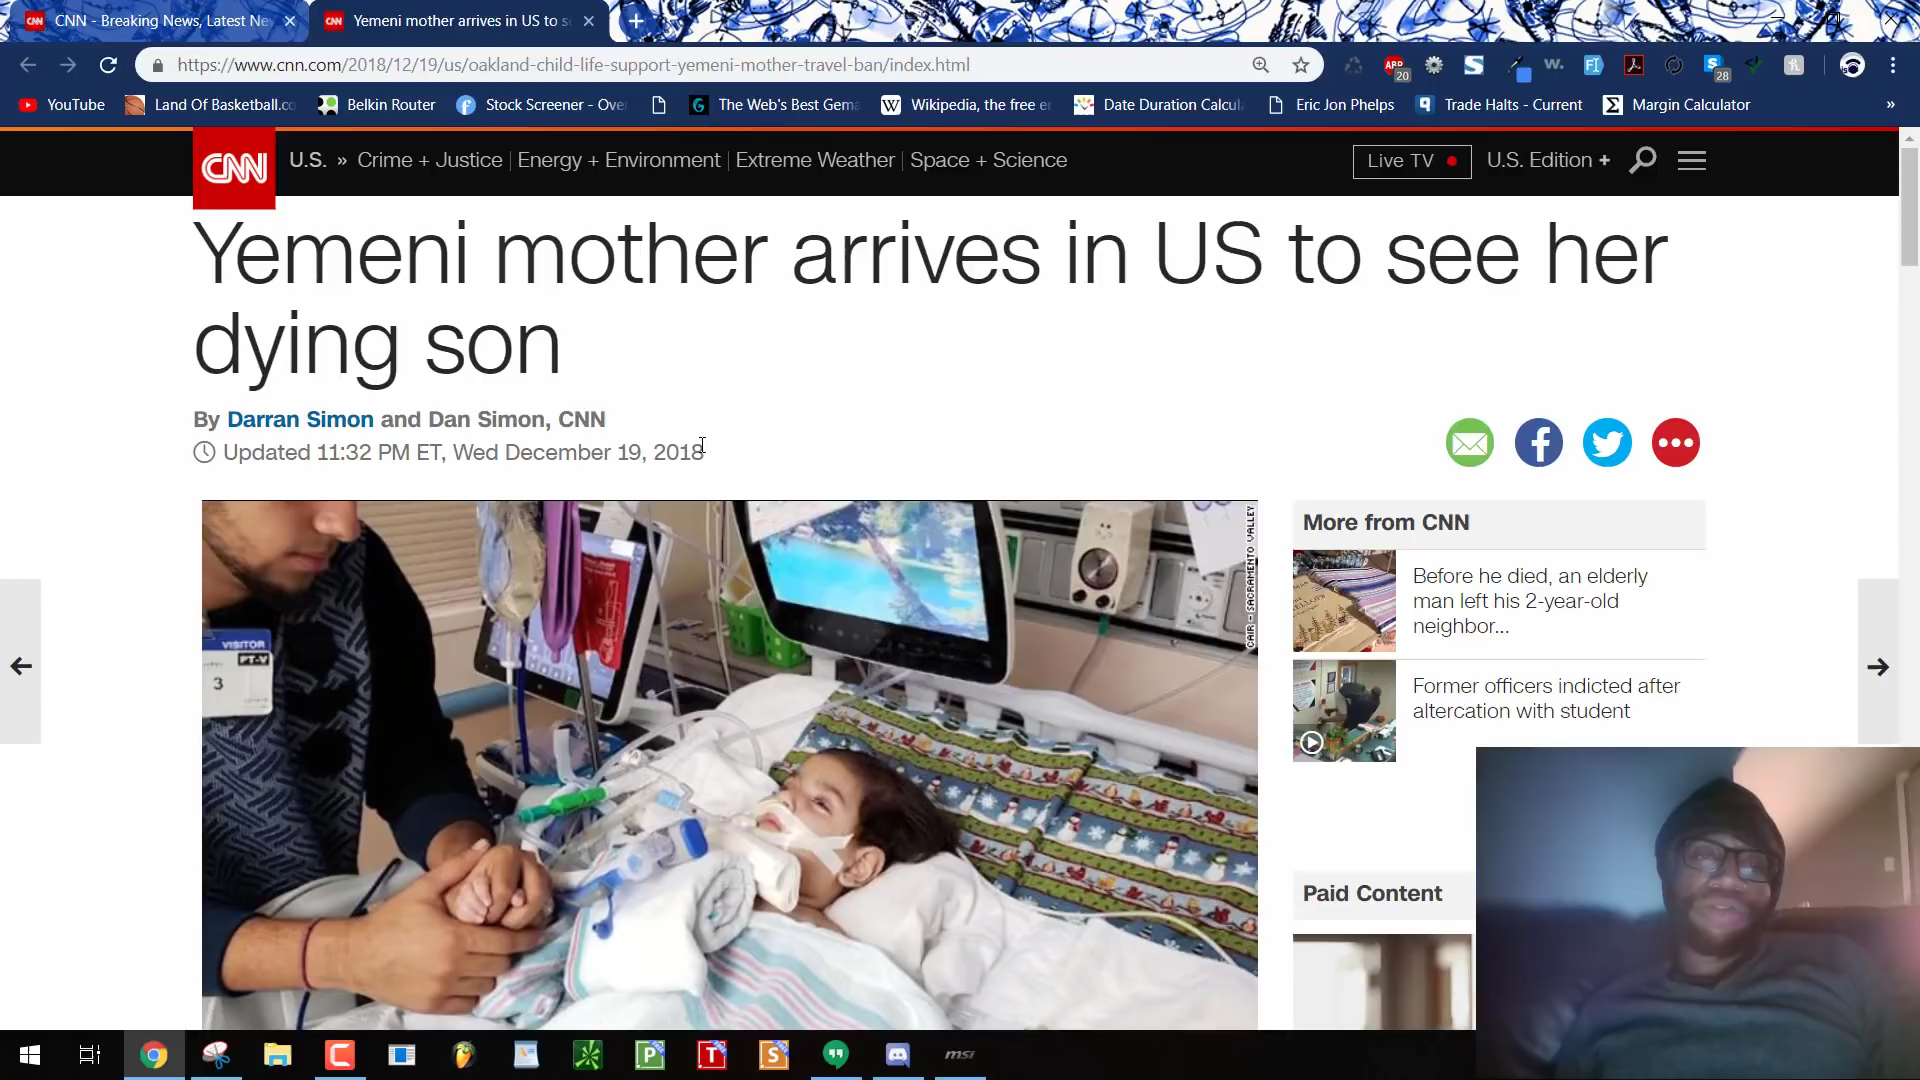 CNN - Breaking News, Latest Ne
Yemeni mother arrives in US to s
https://www.cnn.com/2018/12/19/us/oakland-child-life-support-yemeni-mother-travel-ban/index.html
ABP
20
28
YouTube
Land Of Basketball.co
Belkin Router
Stock Screener - Ove
The Web's Best Gema
Wikipedia, the free e
Date Duration Calcul
Eric Jon Phelps
Trade Halts - Current
Margin Calculator
»
CNN
U.S. » Crime + Justice | Energy + Environment | Extreme Weather | Space + Science
Live TV
U.S. Edition +
Yemeni mother arrives in US to see her
dying son
By Darran Simon and Dan Simon, CNN
Updated 11:32 PM ET, Wed December 19, 2018
CAIR - SACRAMENTO VALLEY
VISITOR
PT-V
3
More from CNN
Before he died, an elderly
man left his 2-year-old
neighbor...
Former officers indicted after
altercation with student
Paid Content
msi